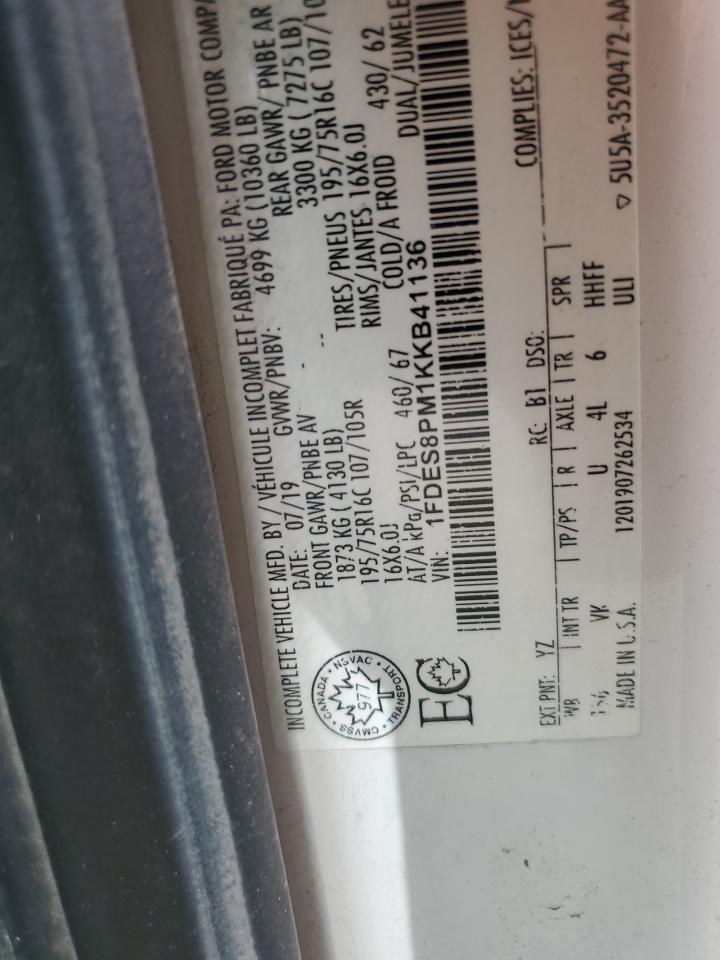 INCOMPLETE VEHICLE MFD. BY / VÉHICULE INCOMPLET FABRIQUÉ PA: FORD MOTOR
DATE: 07/19 GVWR/PNBV: 4699 KG (10360 LB)
FRONT GAWR/PNBE AV REAR GAWR/ PNBE AR
1873 KG ( 4130 LB) 3300 KG ( 7275 LB)
195/75R16C 107/105R TIRES/PNEUS 195/75R16C 107/10
16X6.0J RIMS/JANTES 16X6.0J
AT/A kPa/PSI/LPC 460/ 67 COLD/A FROID 430/ 62
VIN: 1FDES8PM1KKB41136 DUAL/JUMELE
CANADA • NSVAC • TRANSPORT • CMVSS
977
EC
COMPLIES: ICES/
EXT PNT: YZ RC: B1 DSO:
WB INT TR TP/PS R AXLE TR SPR
VK U 4L 6 HHFF
MADE IN U.S.A. 1201907262534 ULI ▽ 5U5A-3520472-AA